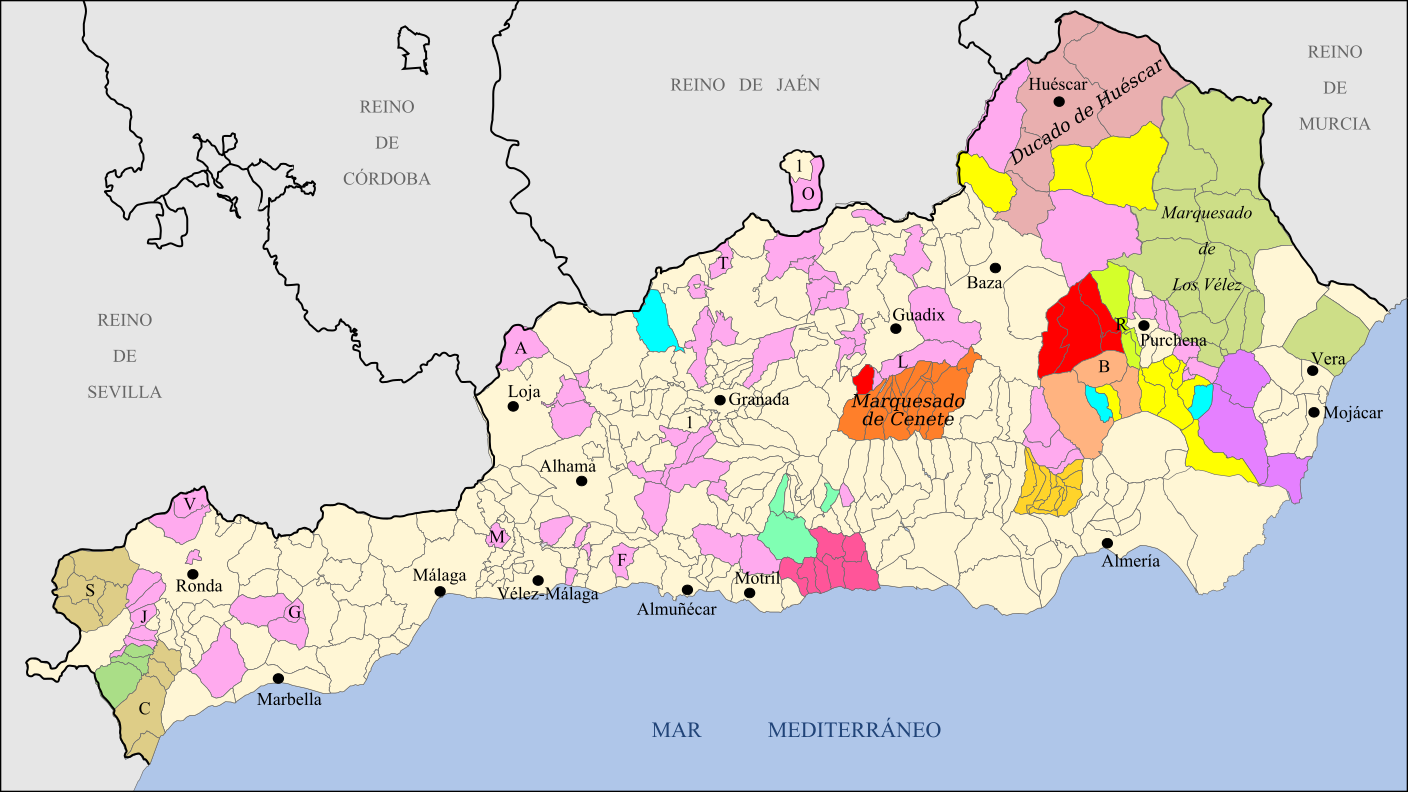 REINO
DE
MURCIA
REINO DE JAÉN
REINO
DE
CÓRDOBA
REINO
DE
SEVILLA
Huéscar
Ducado de Huéscar
1
O
Marquesado
de
Los Vélez
T
Baza
Guadix
R
Purchena
A
L
B
Vera
Loja
Granada
Marquesado
de Cenete
Mojácar
1
Alhama
V
M
F
Almería
S
Ronda
Málaga
Vélez-Málaga
Motril
Almuñécar
J
G
Marbella
C
MAR MEDITERRÁNEO